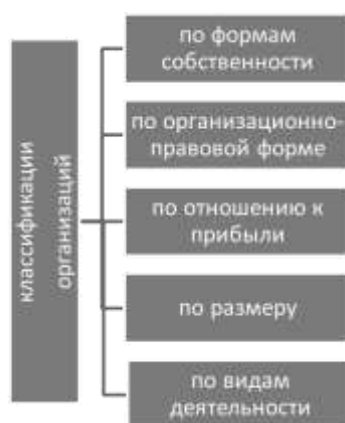 классификации
организаций
по формам
собственности
по организационно-
правовой форме
по отношению к
прибыли
по размеру
по видам
деятельности